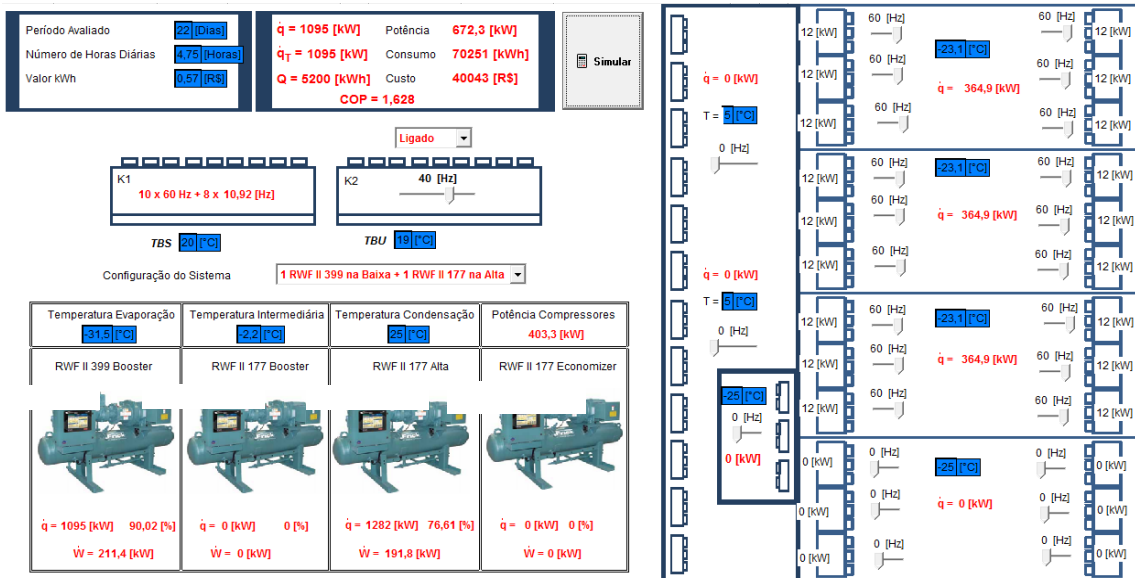 Período Avaliado 22 [Dias]
Número de Horas Diárias 4,75 [Horas]
Valor kWh 0,57 [R$]
q̇ = 1095 [kW] Potência 672,3 [kW]
q̇T = 1095 [kW] Consumo 70251 [kWh]
Q = 5200 [kWh] Custo 40043 [R$]
COP = 1,628
Simular
Ligado
K1
10 x 60 Hz + 8 x 10,92 [Hz]
K2
40 [Hz]
TBS 20 [°C]
TBU 19 [°C]
Configuração do Sistema 1 RWF II 399 na Baixa + 1 RWF II 177 na Alta
Temperatura Evaporação Temperatura Intermediária Temperatura Condensação Potência Compressores
-31,5 [°C] -2,2 [°C] 25 [°C] 403,3 [kW]
RWF II 399 Booster RWF II 177 Booster RWF II 177 Alta RWF II 177 Economizer
q̇ = 1095 [kW] 90,02 [%] q̇ = 0 [kW] 0 [%] q̇ = 1282 [kW] 76,61 [%] q̇ = 0 [kW] 0 [%]
Ẇ = 211,4 [kW] Ẇ = 0 [kW] Ẇ = 191,8 [kW] Ẇ = 0 [kW]
q̇ = 0 [kW]
T = 5 [°C]
0 [Hz]
q̇ = 0 [kW]
T = 5 [°C]
0 [Hz]
-25 [°C]
0 [Hz]
0 [kW]
60 [Hz] 60 [Hz]
12 [kW] -23,1 [°C] 12 [kW]
60 [Hz] 60 [Hz]
12 [kW] q̇ = 364,9 [kW] 12 [kW]
60 [Hz] 60 [Hz]
12 [kW] 12 [kW]
60 [Hz] 60 [Hz]
12 [kW] -23,1 [°C] 12 [kW]
60 [Hz] 60 [Hz]
12 [kW] q̇ = 364,9 [kW] 12 [kW]
60 [Hz] 60 [Hz]
12 [kW] 12 [kW]
60 [Hz] 60 [Hz]
12 [kW] -23,1 [°C] 12 [kW]
60 [Hz] 60 [Hz]
12 [kW] q̇ = 364,9 [kW] 12 [kW]
60 [Hz] 60 [Hz]
12 [kW] 12 [kW]
0 [Hz] 0 [Hz]
0 [kW] -25 [°C] 0 [kW]
0 [Hz] 0 [Hz]
0 [kW] q̇ = 0 [kW] 0 [kW]
0 [Hz] 0 [Hz]
0 [kW] 0 [kW]